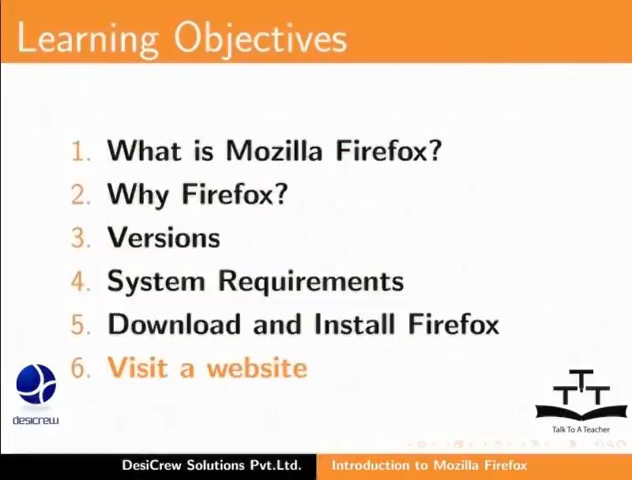 Learning Objectives
1. What is Mozilla Firefox?
2. Why Firefox?
3. Versions
4. System Requirements
5. Download and Install Firefox
6. Visit a website
desicrew
TTT
Talk To A Teacher
DesiCrew Solutions Pvt.Ltd.
Introduction to Mozilla Firefox